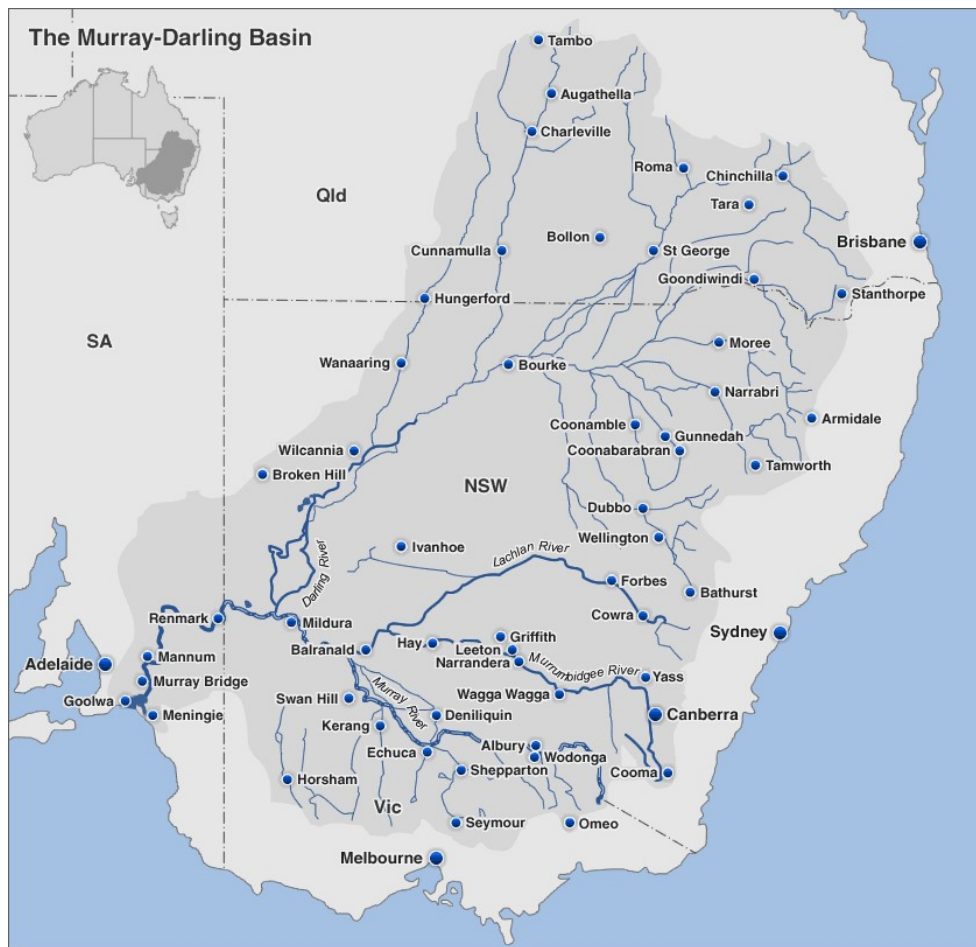 The Murray-Darling Basin
Tambo
Augathella
Charleville
Roma
Chinchilla
Qld
Tara
Bollon
Brisbane
Cunnamulla
St George
Goondiwindi
Stanthorpe
Hungerford
SA
Moree
Wanaaring
Bourke
Narrabri
Armidale
Coonamble
Gunnedah
Wilcannia
Coonabarabran
Tamworth
Broken Hill
NSW
Dubbo
Wellington
Ivanhoe
Lachlan River
Darling River
Forbes
Bathurst
Renmark
Mildura
Cowra
Sydney
Griffith
Hay
Leeton
Balranald
Narrandera
Mannum
Adelaide
Murrumbidgee River
Yass
Murray Bridge
Murray River
Wagga Wagga
Swan Hill
Goolwa
Meningie
Deniliquin
Canberra
Kerang
Albury
Echuca
Wodonga
Shepparton
Cooma
Horsham
Vic
Seymour
Omeo
Melbourne